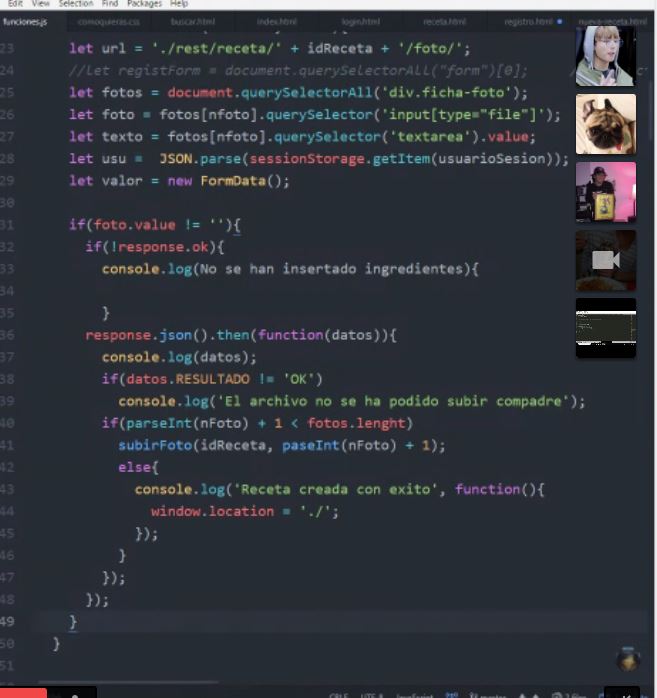 Edit View Selection Find Packages Help
funciones.js comoquieras.css buscar.html index.html login.html receta.html registro.html nueva-receta.html
23 let url = './rest/receta/' + idReceta + '/foto/';
24 //Let registForm = document.querySelectorAll("form")[0];
25 let fotos = document.querySelectorAll('div.ficha-foto');
26 let foto = fotos[nfoto].querySelector('input[type="file"]');
27 let texto = fotos[nfoto].querySelector('textarea').value;
28 let usu = JSON.parse(sessionStorage.getItem(usuarioSesion));
29 let valor = new FormData();
30
31 if(foto.value != ''){
32 if(!response.ok){
33 console.log(No se han insertado ingredientes){
34
35 }
36 response.json().then(function(datos)){
37 console.log(datos);
38 if(datos.RESULTADO != 'OK')
39 console.log('El archivo no se ha podido subir compadre');
40 if(parseInt(nFoto) + 1 < fotos.lenght)
41 subirFoto(idReceta, paseInt(nFoto) + 1);
42 else{
43 console.log('Receta creada con exito', function(){
44 window.location = './';
45 });
46 }
47 });
48 });
49 }
50 }
51
CRLF UTF-8 JavaScript